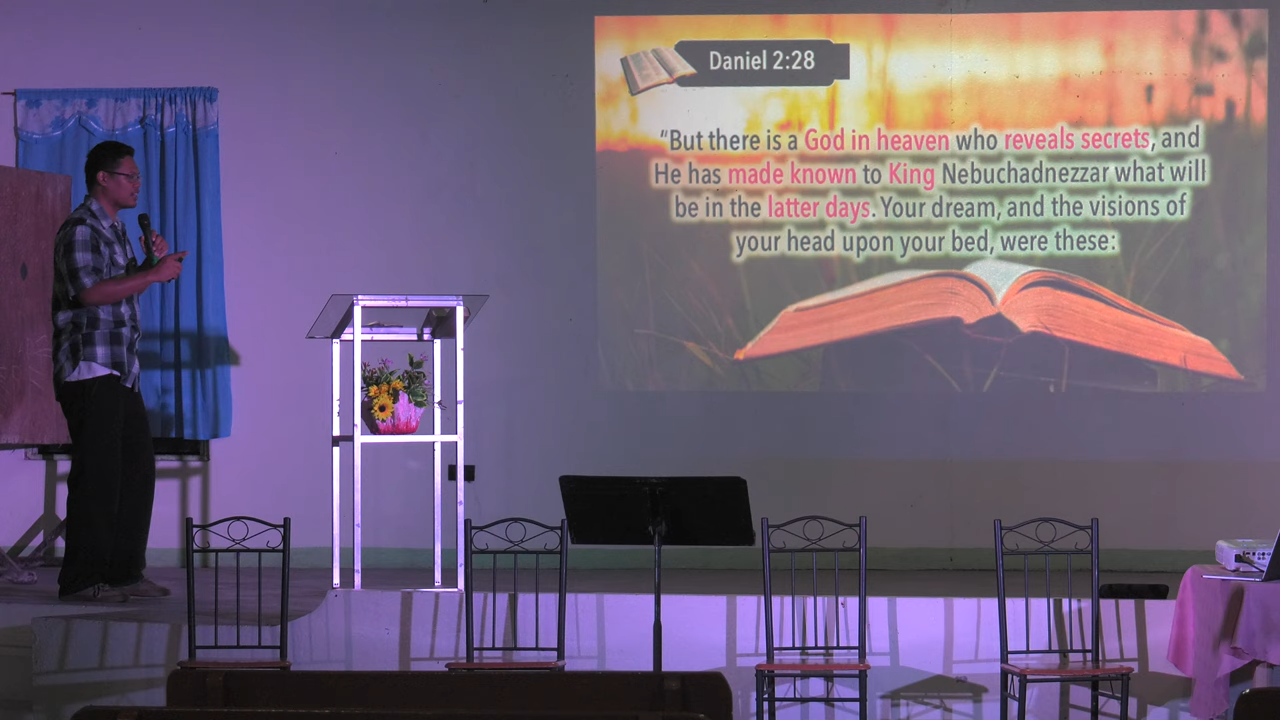 Daniel 2:28
"But there is a God in heaven who reveals secrets, and
He has made known to King Nebuchadnezzar what will
be in the latter days. Your dream, and the visions of
your head upon your bed, were these: